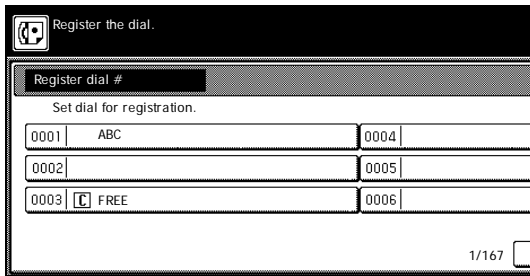 Register the dial.
Register dial #
Set dial for registration.
0001 ABC 0004
0002 0005
0003 C FREE 0006
1/167